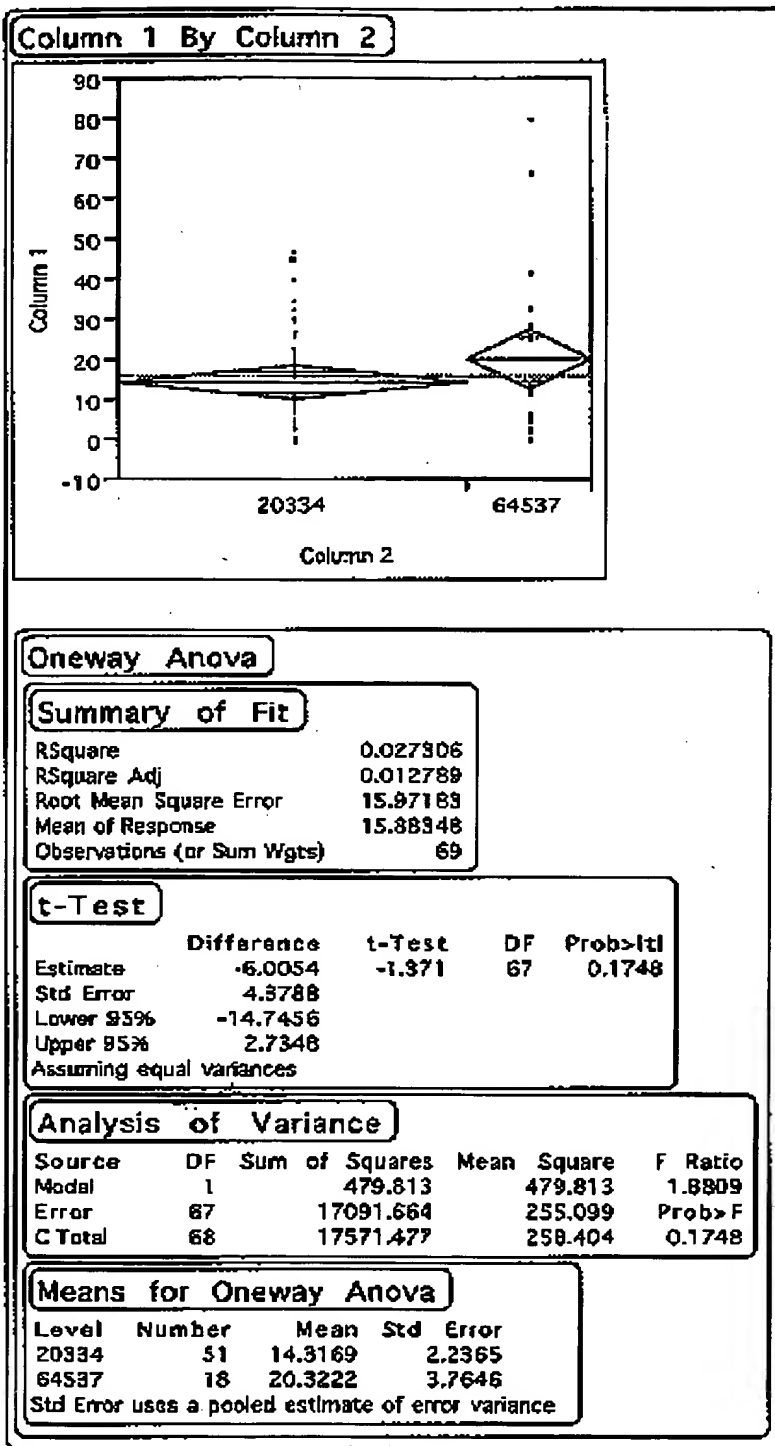 Column 1 By Column 2
90
80
70
60
50
40
30
20
10
0
-10
Column 1
20334 64537
Column 2
Oneway Anova
Summary of Fit
RSquare 0.027306
RSquare Adj 0.012789
Root Mean Square Error 15.97183
Mean of Response 15.88348
Observations (or Sum Wgts) 69
t-Test
Difference t-Test DF Prob>|t|
Estimate -6.0054 -1.371 67 0.1748
Std Error 4.3788
Lower 95% -14.7456
Upper 95% 2.7348
Assuming equal variances
Analysis of Variance
Source DF Sum of Squares Mean Square F Ratio
Model 1 479.813 479.813 1.8809
Error 67 17091.664 255.099 Prob>F
C Total 68 17571.477 258.404 0.1748
Means for Oneway Anova
Level Number Mean Std Error
20334 51 14.3169 2.2365
64537 18 20.3222 3.7646
Std Error uses a pooled estimate of error variance